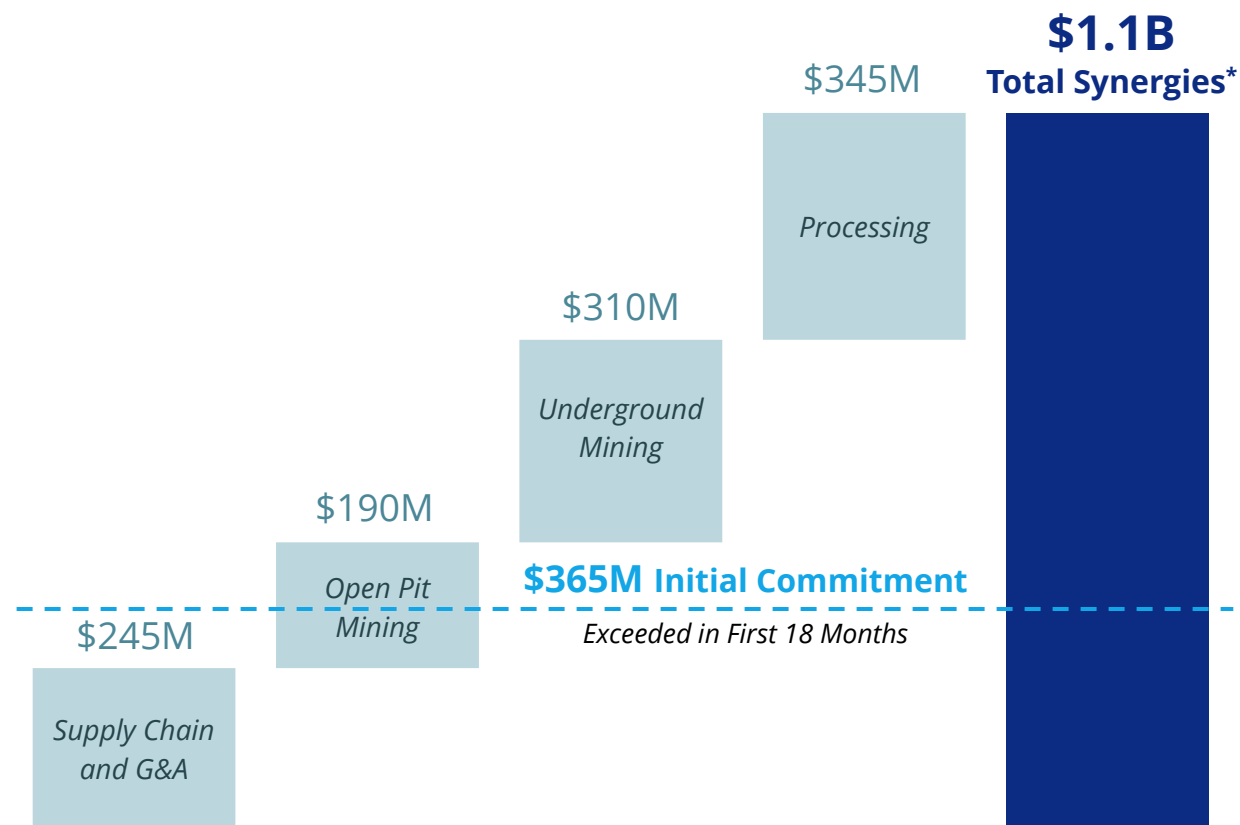 $1.1B
Total Synergies*
$345M
Processing
$310M
Underground
Mining
$190M
Open Pit
Mining
$365M Initial Commitment
Exceeded in First 18 Months
$245M
Supply Chain
and G&A